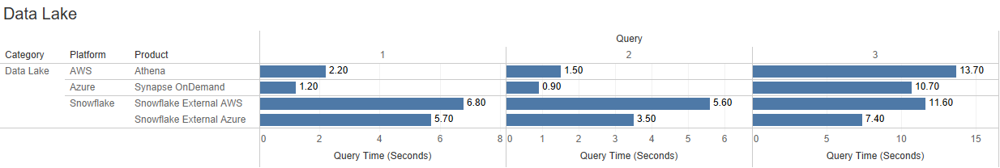 Data Lake
Query
Category Platform Product 1 2 3
Data Lake AWS Athena 2.20 1.50 13.70
Azure Synapse OnDemand 1.20 0.90 10.70
Snowflake Snowflake External AWS 6.80 5.60 11.60
Snowflake External Azure 5.70 3.50 7.40
0 2 4 6 8 0 1 2 3 4 5 6 0 5 10 15
Query Time (Seconds) Query Time (Seconds) Query Time (Seconds)